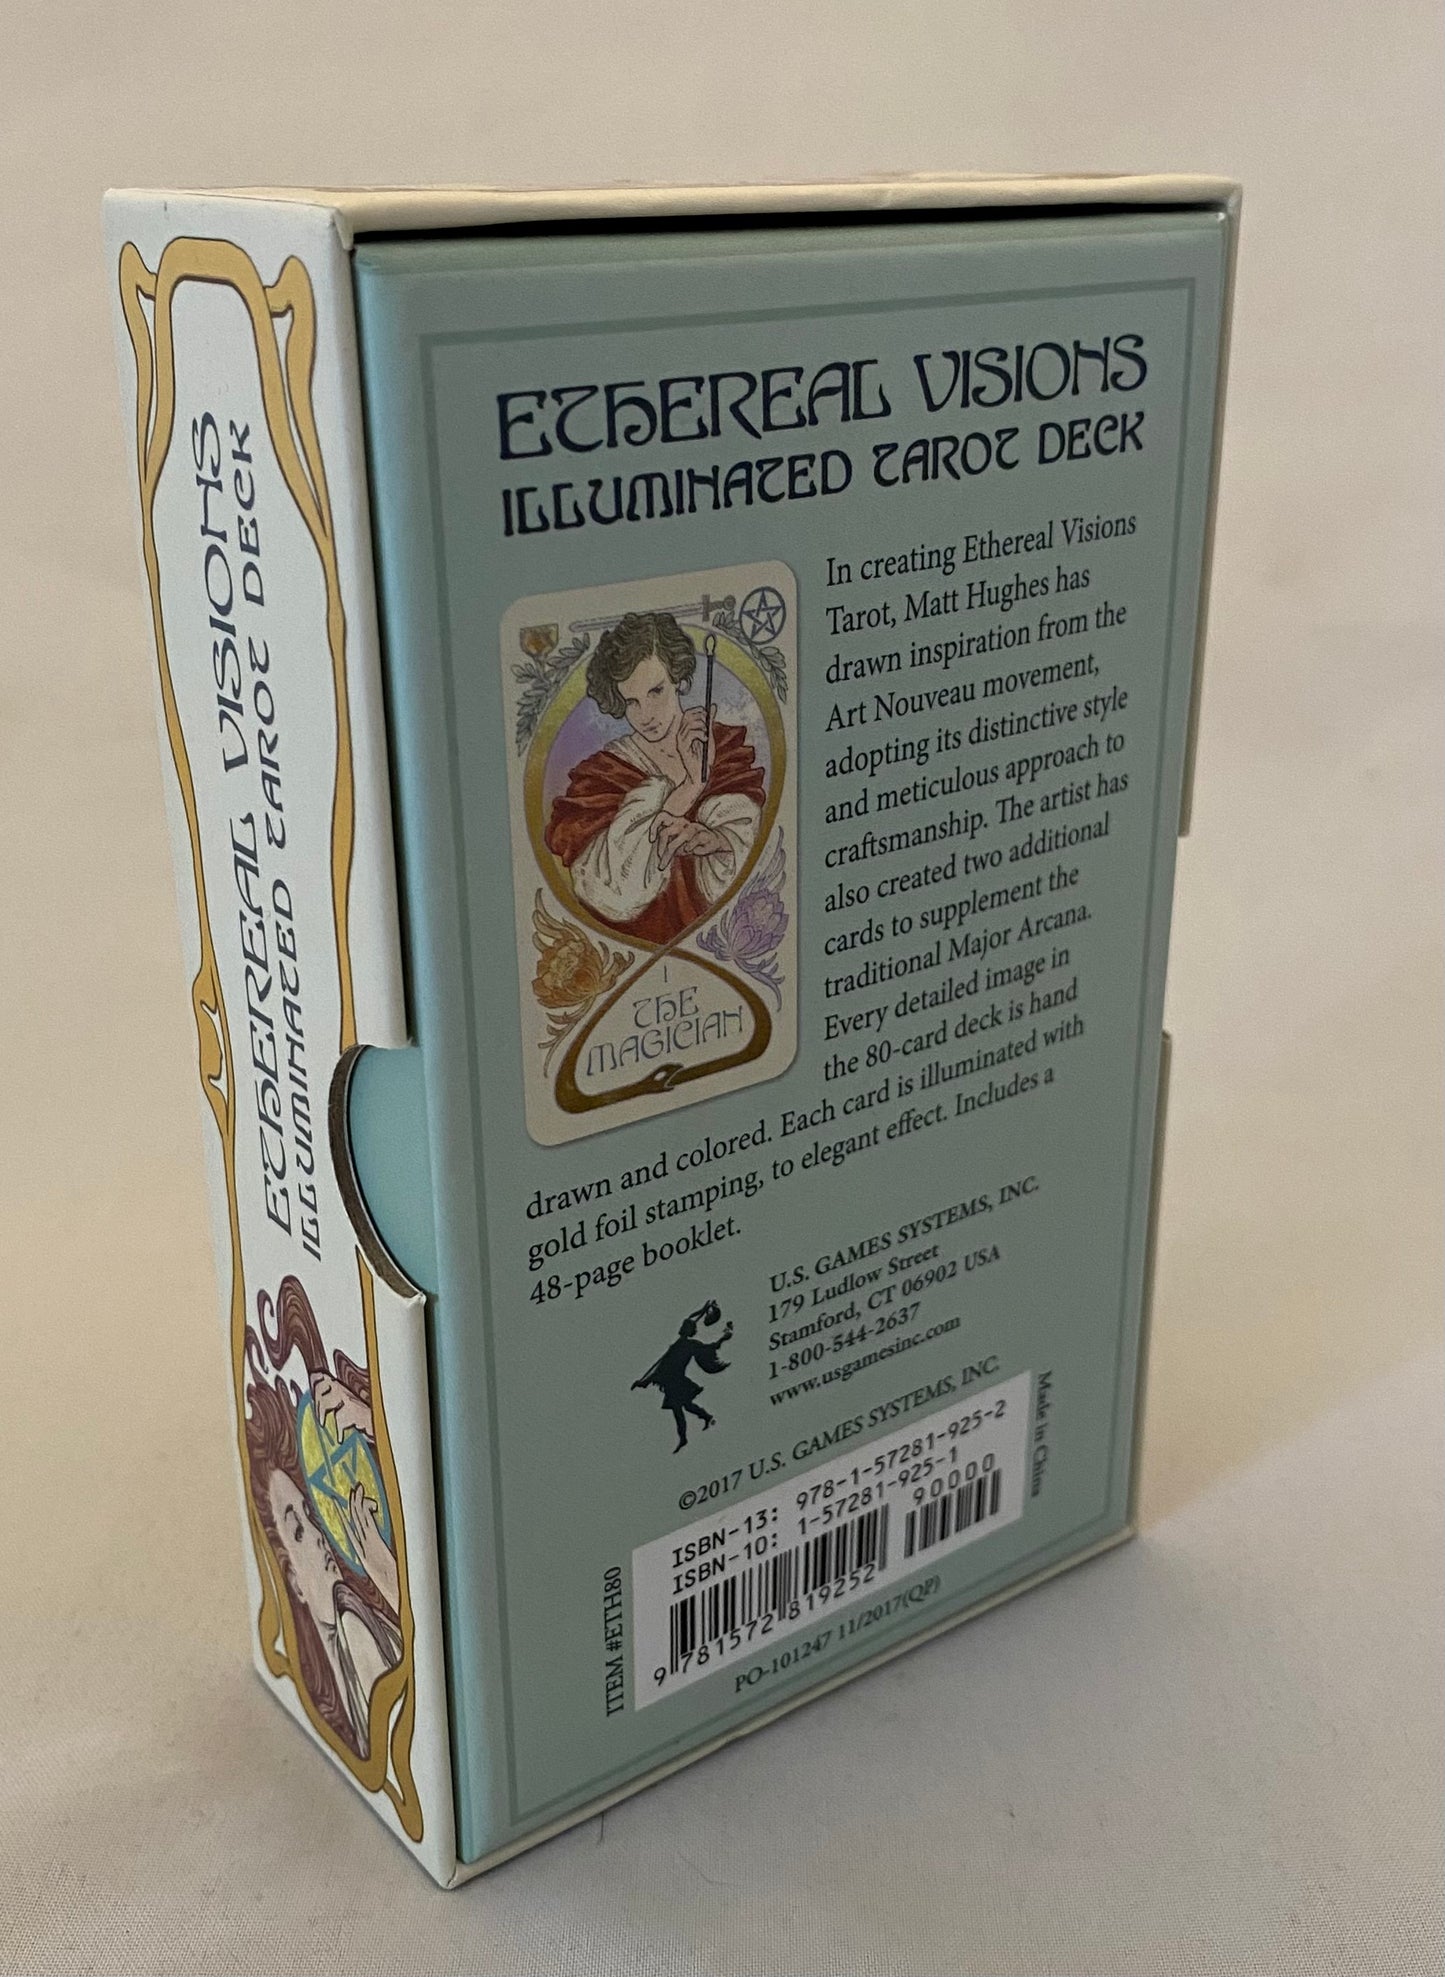 ETHEREAL VISIONS
ILLUMINATED TAROT DECK
ETHEREAL VISIONS
ILLUMINATED TAROT DECK
In creating Ethereal Visions
Tarot, Matt Hughes has
drawn inspiration from the
Art Nouveau movement,
adopting its distinctive style
and meticulous approach to
craftsmanship. The artist has
also created two additional
cards to supplement the
traditional Major Arcana.
Every detailed image in
the 80-card deck is hand
drawn and colored. Each card is illuminated with
gold foil stamping, to elegant effect. Includes a
48-page booklet.
I
THE
MAGICIAN
U.S. GAMES SYSTEMS, INC.
179 Ludlow Street
Stamford, CT 06902 USA
1-800-544-2637
www.usgamesinc.com
©2017 U.S. GAMES SYSTEMS, INC.
Made in China
ISBN-13: 978-1-57281-925-2
ISBN-10: 1-57281-925-1
90000
9 781572 819252
ITEM #ETH80
PO-101247 11/2017(QP)